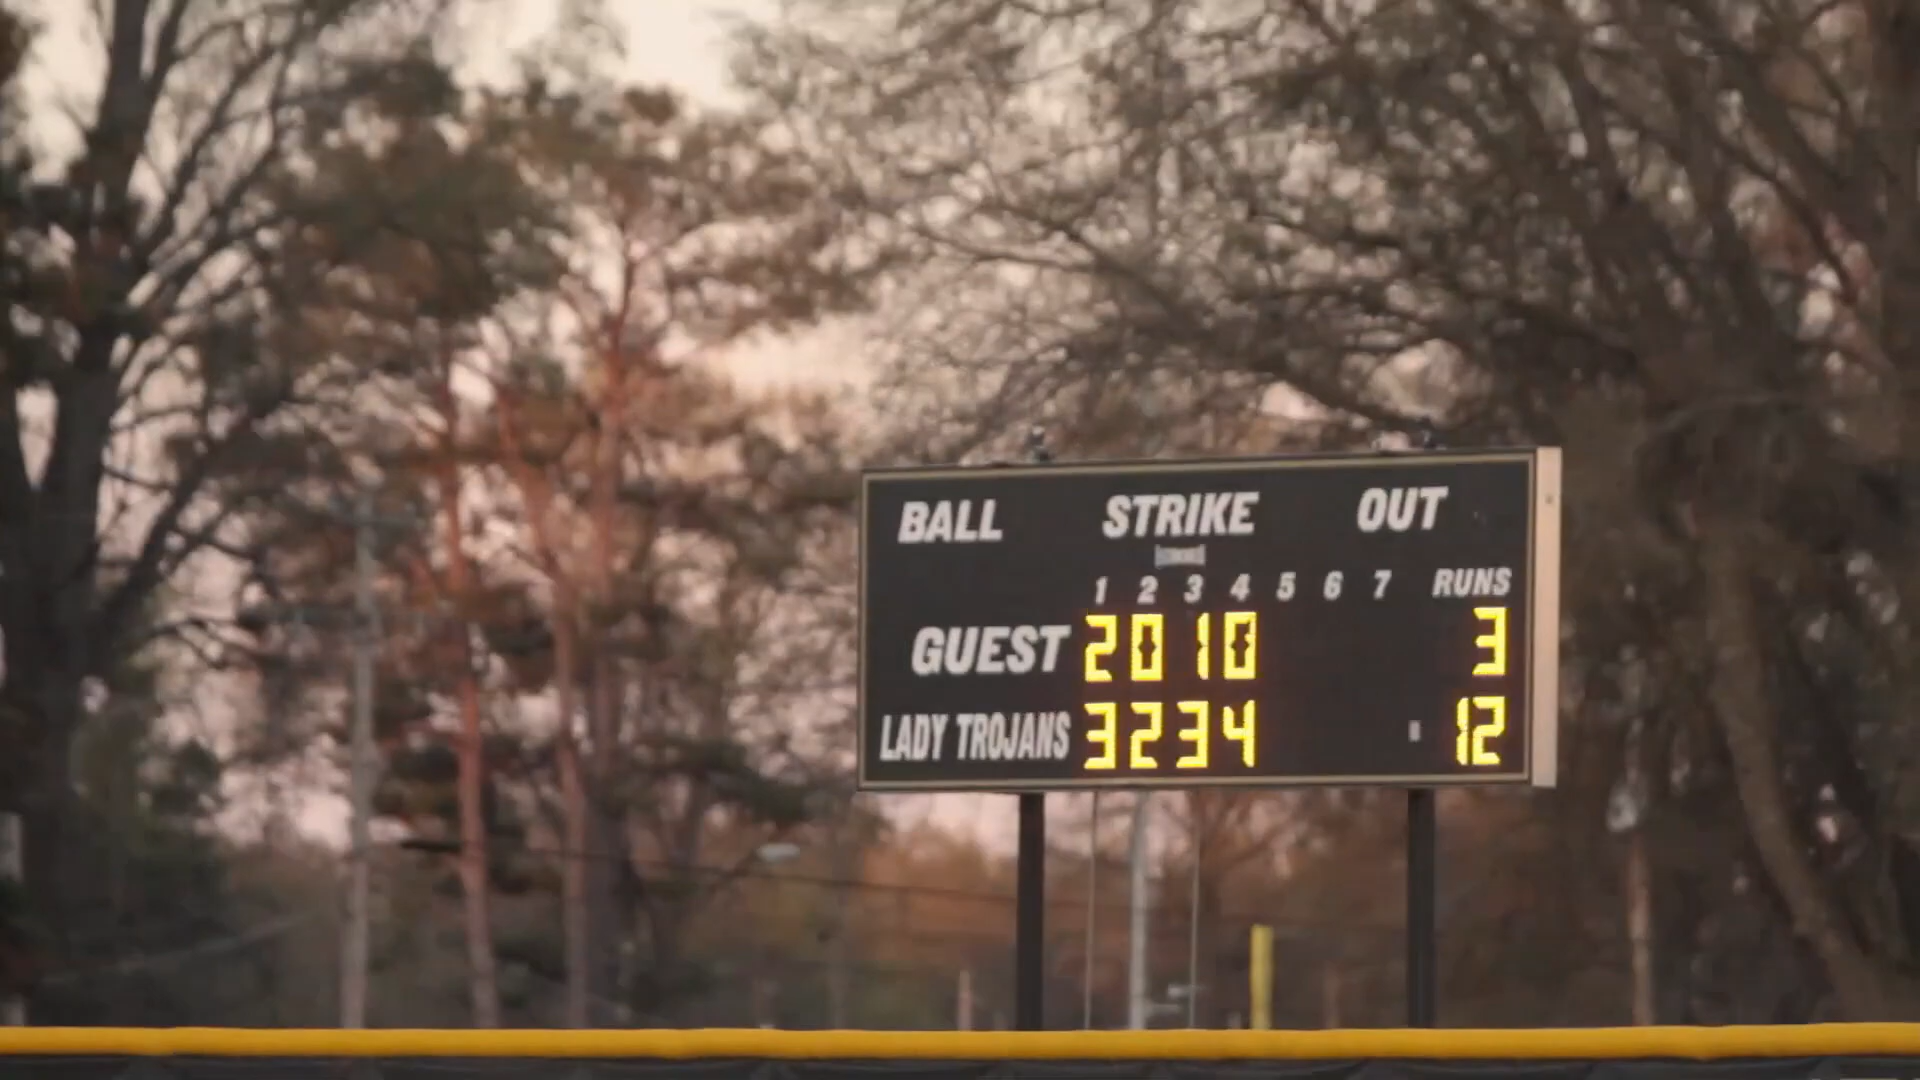 BALL STRIKE OUT
1 2 3 4 5 6 7 RUNS
GUEST 2 0 1 0 3
LADY TROJANS 3 2 3 4 12